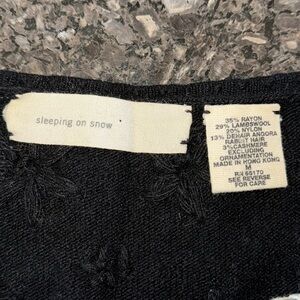 sleeping on snow
35% RAYON
29% LAMBSWOOL
20% NYLON
13% DEHAIR ANGORA
RABBIT HAIR
3% CASHMERE
EXCLUDING
ORNAMENTATION
MADE IN HONG KONG
M
RN 65170
SEE REVERSE
FOR CARE